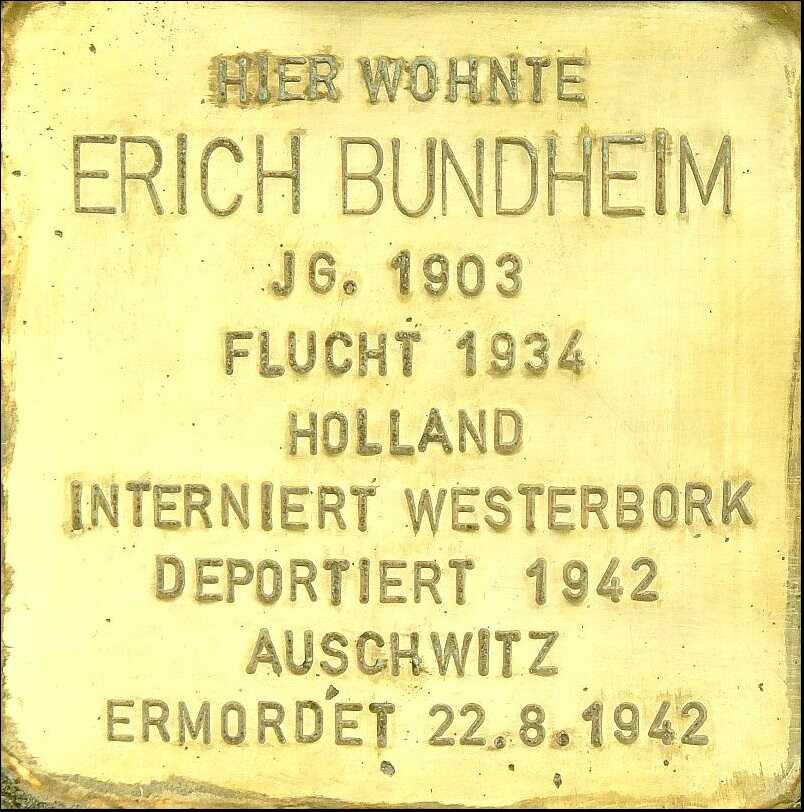 HIER WOHNTE
ERICH BUNDHEIM
JG. 1903
FLUCHT 1934
HOLLAND
INTERNIERT WESTERBORK
DEPORTIERT 1942
AUSCHWITZ
ERMORDET 22.8.1942